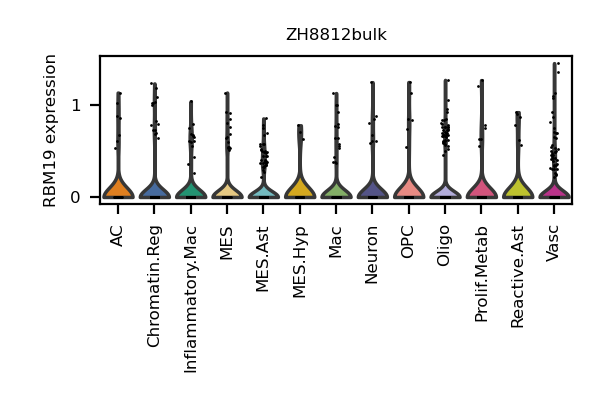 ZH8812bulk
RBM19 expression
1
0
AC
Chromatin.Reg
Inflammatory.Mac
MES
MES.Ast
MES.Hyp
Mac
Neuron
OPC
Oligo
Prolif.Metab
Reactive.Ast
Vasc